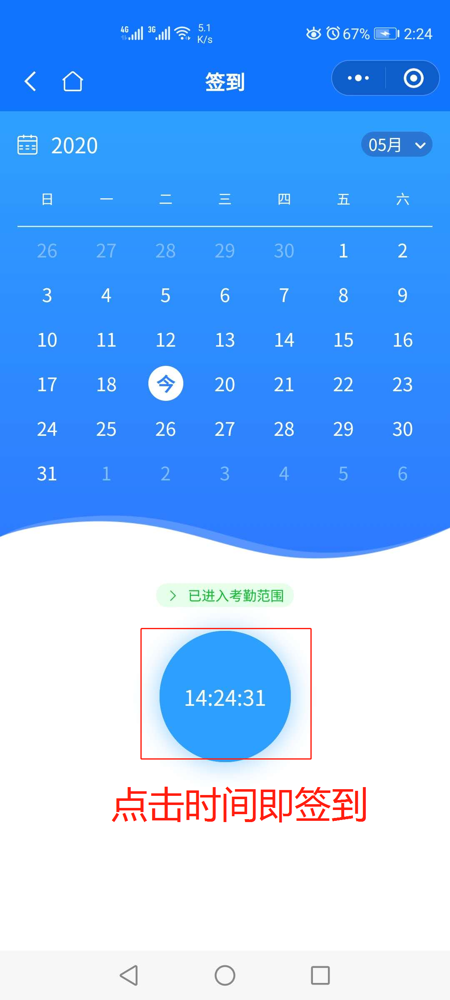 4G 3G 5.1 K/s 67% 2:24
签到
2020 05月
日 一 二 三 四 五 六
26 27 28 29 30 1 2
3 4 5 6 7 8 9
10 11 12 13 14 15 16
17 18 今 20 21 22 23
24 25 26 27 28 29 30
31 1 2 3 4 5 6
已进入考勤范围
14:24:31
点击时间即签到